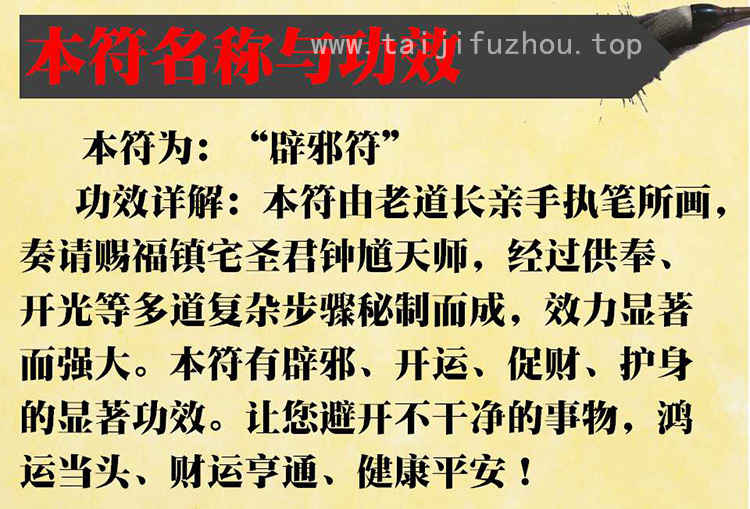 本符名称与功效
www.taijifuzhou.top
本符为：“辟邪符”
功效详解：本符由老道长亲手执笔所画，
奏请赐福镇宅圣君钟馗天师，经过供奉、
开光等多道复杂步骤秘制而成，效力显著
而强大。本符有辟邪、开运、促财、护身
的显著功效。让您避开不干净的事物，鸿
运当头、财运亨通、健康平安！